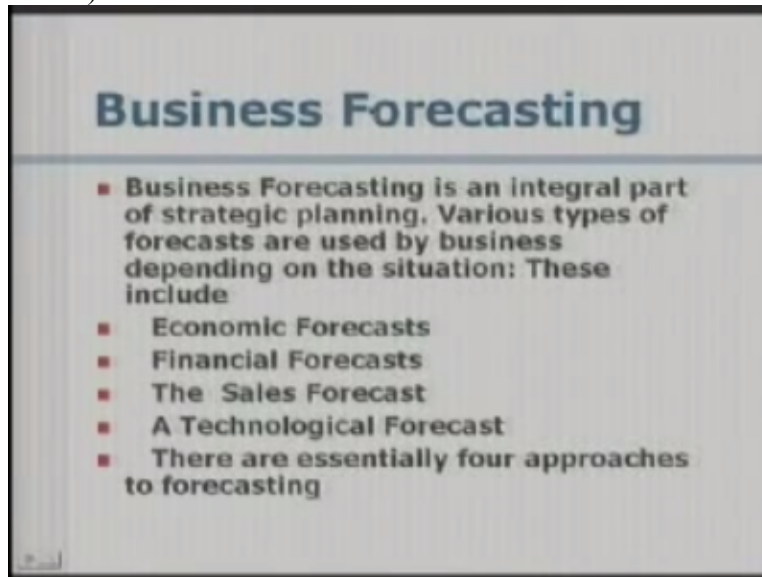 Business Forecasting
Business Forecasting is an integral part
of strategic planning. Various types of
forecasts are used by business
depending on the situation: These
include
Economic Forecasts
Financial Forecasts
The Sales Forecast
A Technological Forecast
There are essentially four approaches
to forecasting